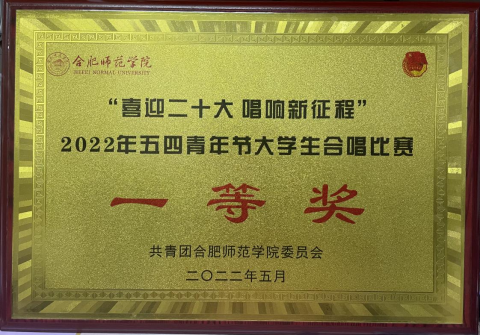 合肥师范学院
HEFEI NORMAL UNIVERSITY
“喜迎二十大 唱响新征程”
2022年五四青年节大学生合唱比赛
一等奖
共青团合肥师范学院委员会
二〇二二年五月